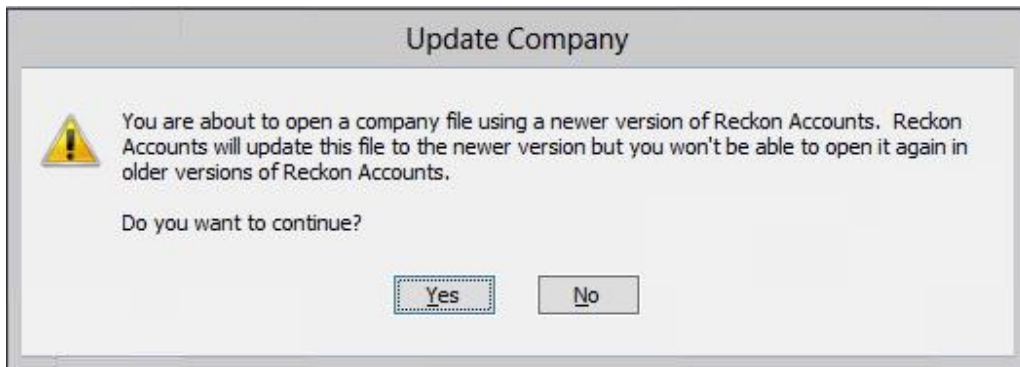 Update Company
You are about to open a company file using a newer version of Reckon Accounts.  Reckon
Accounts will update this file to the newer version but you won't be able to open it again in
older versions of Reckon Accounts.
Do you want to continue?
Yes No